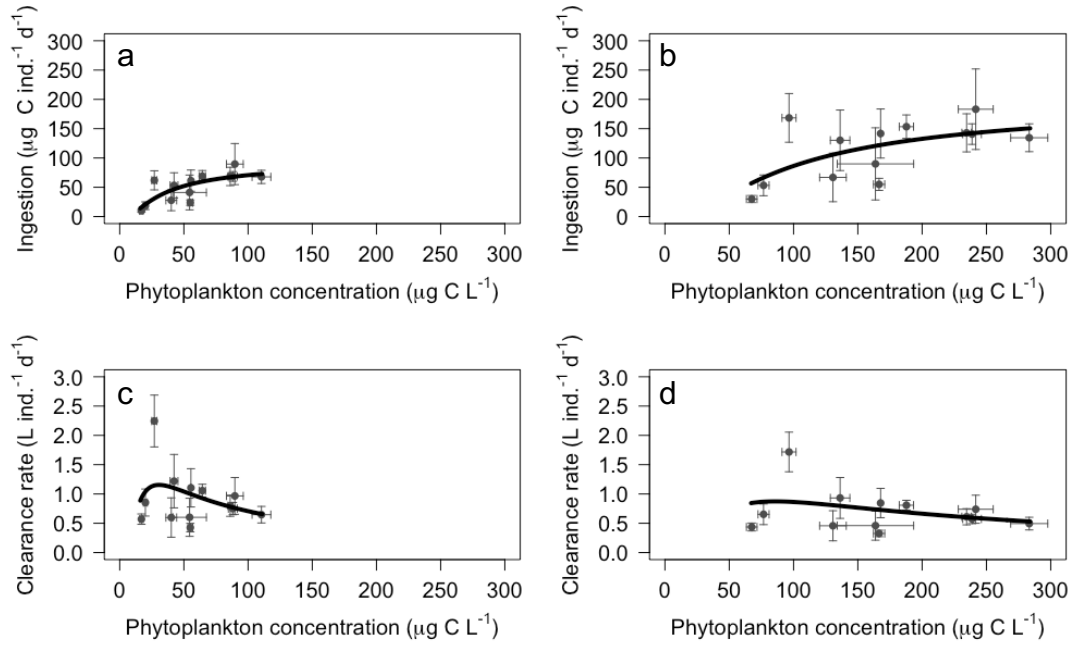 a
Ingestion (μg C ind.⁻¹ d⁻¹)
300
250
200
150
100
50
0
0 50 100 150 200 250 300
Phytoplankton concentration (μg C L⁻¹)
b
Ingestion (μg C ind.⁻¹ d⁻¹)
300
250
200
150
100
50
0
0 50 100 150 200 250 300
Phytoplankton concentration (μg C L⁻¹)
c
Clearance rate (L ind.⁻¹ d⁻¹)
3.0
2.5
2.0
1.5
1.0
0.5
0.0
0 50 100 150 200 250 300
Phytoplankton concentration (μg C L⁻¹)
d
Clearance rate (L ind.⁻¹ d⁻¹)
3.0
2.5
2.0
1.5
1.0
0.5
0.0
0 50 100 150 200 250 300
Phytoplankton concentration (μg C L⁻¹)